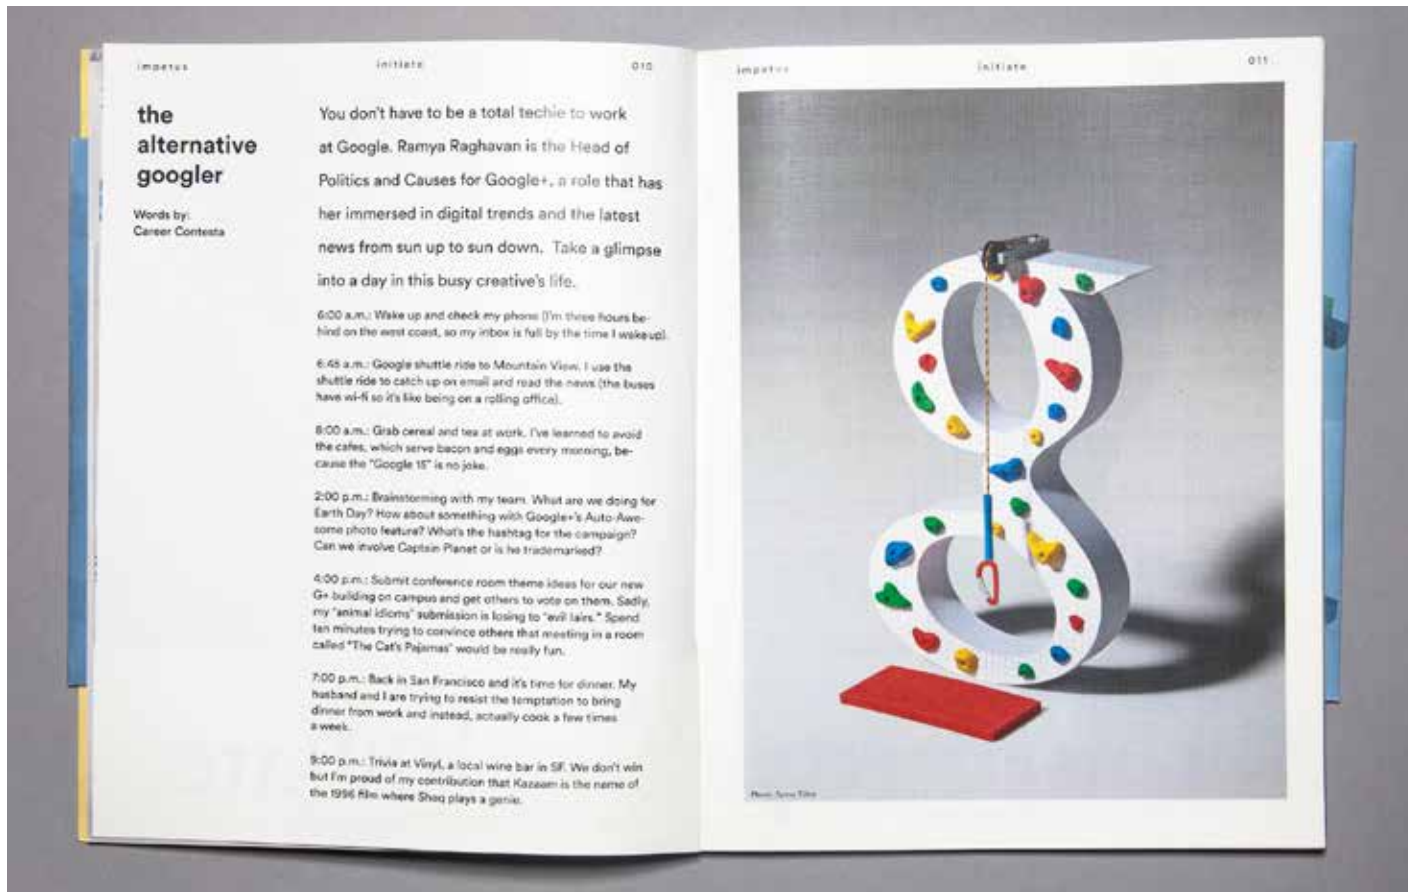 impetus
initiate
010
the
alternative
googler
Words by:
Career Contessa
You don't have to be a total techie to work
at Google. Ramya Raghavan is the Head of
Politics and Causes for Google+, a role that has
her immersed in digital trends and the latest
news from sun up to sun down. Take a glimpse
into a day in this busy creative's life.
6:00 a.m.: Wake up and check my phone (I'm three hours be-
hind on the west coast, so my inbox is full by the time I wake up).
6:45 a.m.: Google shuttle ride to Mountain View. I use the
shuttle ride to catch up on email and read the news (the buses
have wi-fi so it's like being on a rolling office).
8:00 a.m.: Grab cereal and tea at work. I've learned to avoid
the cafes, which serve bacon and eggs every morning, be-
cause the "Google 15" is no joke.
2:00 p.m.: Brainstorming with my team. What are we doing for
Earth Day? How about something with Google+'s Auto-Awe-
some photo feature? What's the hashtag for the campaign?
Can we involve Captain Planet or is he trademarked?
4:00 p.m.: Submit conference room theme ideas for our new
G+ building on campus and get others to vote on them. Sadly,
my "animal idioms" submission is losing to "evil lairs." Spend
ten minutes trying to convince others that meeting in a room
called "The Cat's Pajamas" would be really fun.
7:00 p.m.: Back in San Francisco and it's time for dinner. My
husband and I are trying to resist the temptation to bring
dinner from work and instead, actually cook a few times
a week.
9:00 p.m.: Trivia at Vinyl, a local wine bar in SF. We don't win
but I'm proud of my contribution that Kazaam is the name of
the 1996 film where Shaq plays a genie.
impetus
initiate
011